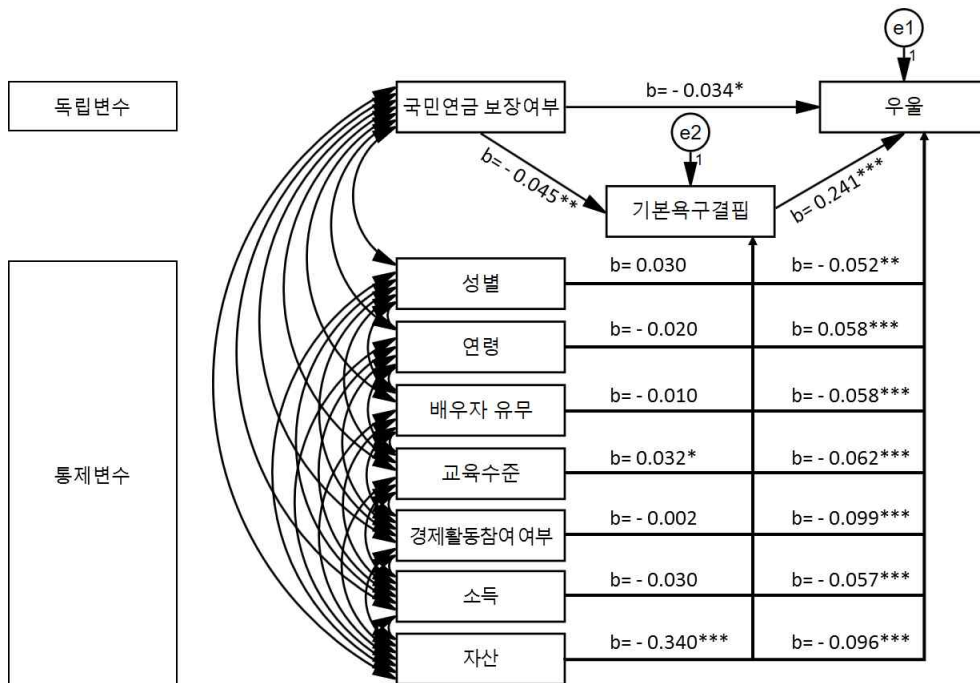 e1
1
독립변수
국민연금 보장여부
b= - 0.034*
우울
e2
1
b= - 0.045**
b= 0.241***
기본욕구결핍
통제변수
성별
b= 0.030
b= - 0.052**
연령
b= - 0.020
b= 0.058***
배우자 유무
b= - 0.010
b= - 0.058***
교육수준
b= 0.032*
b= - 0.062***
경제활동참여 여부
b= - 0.002
b= - 0.099***
소득
b= - 0.030
b= - 0.057***
자산
b= - 0.340***
b= - 0.096***